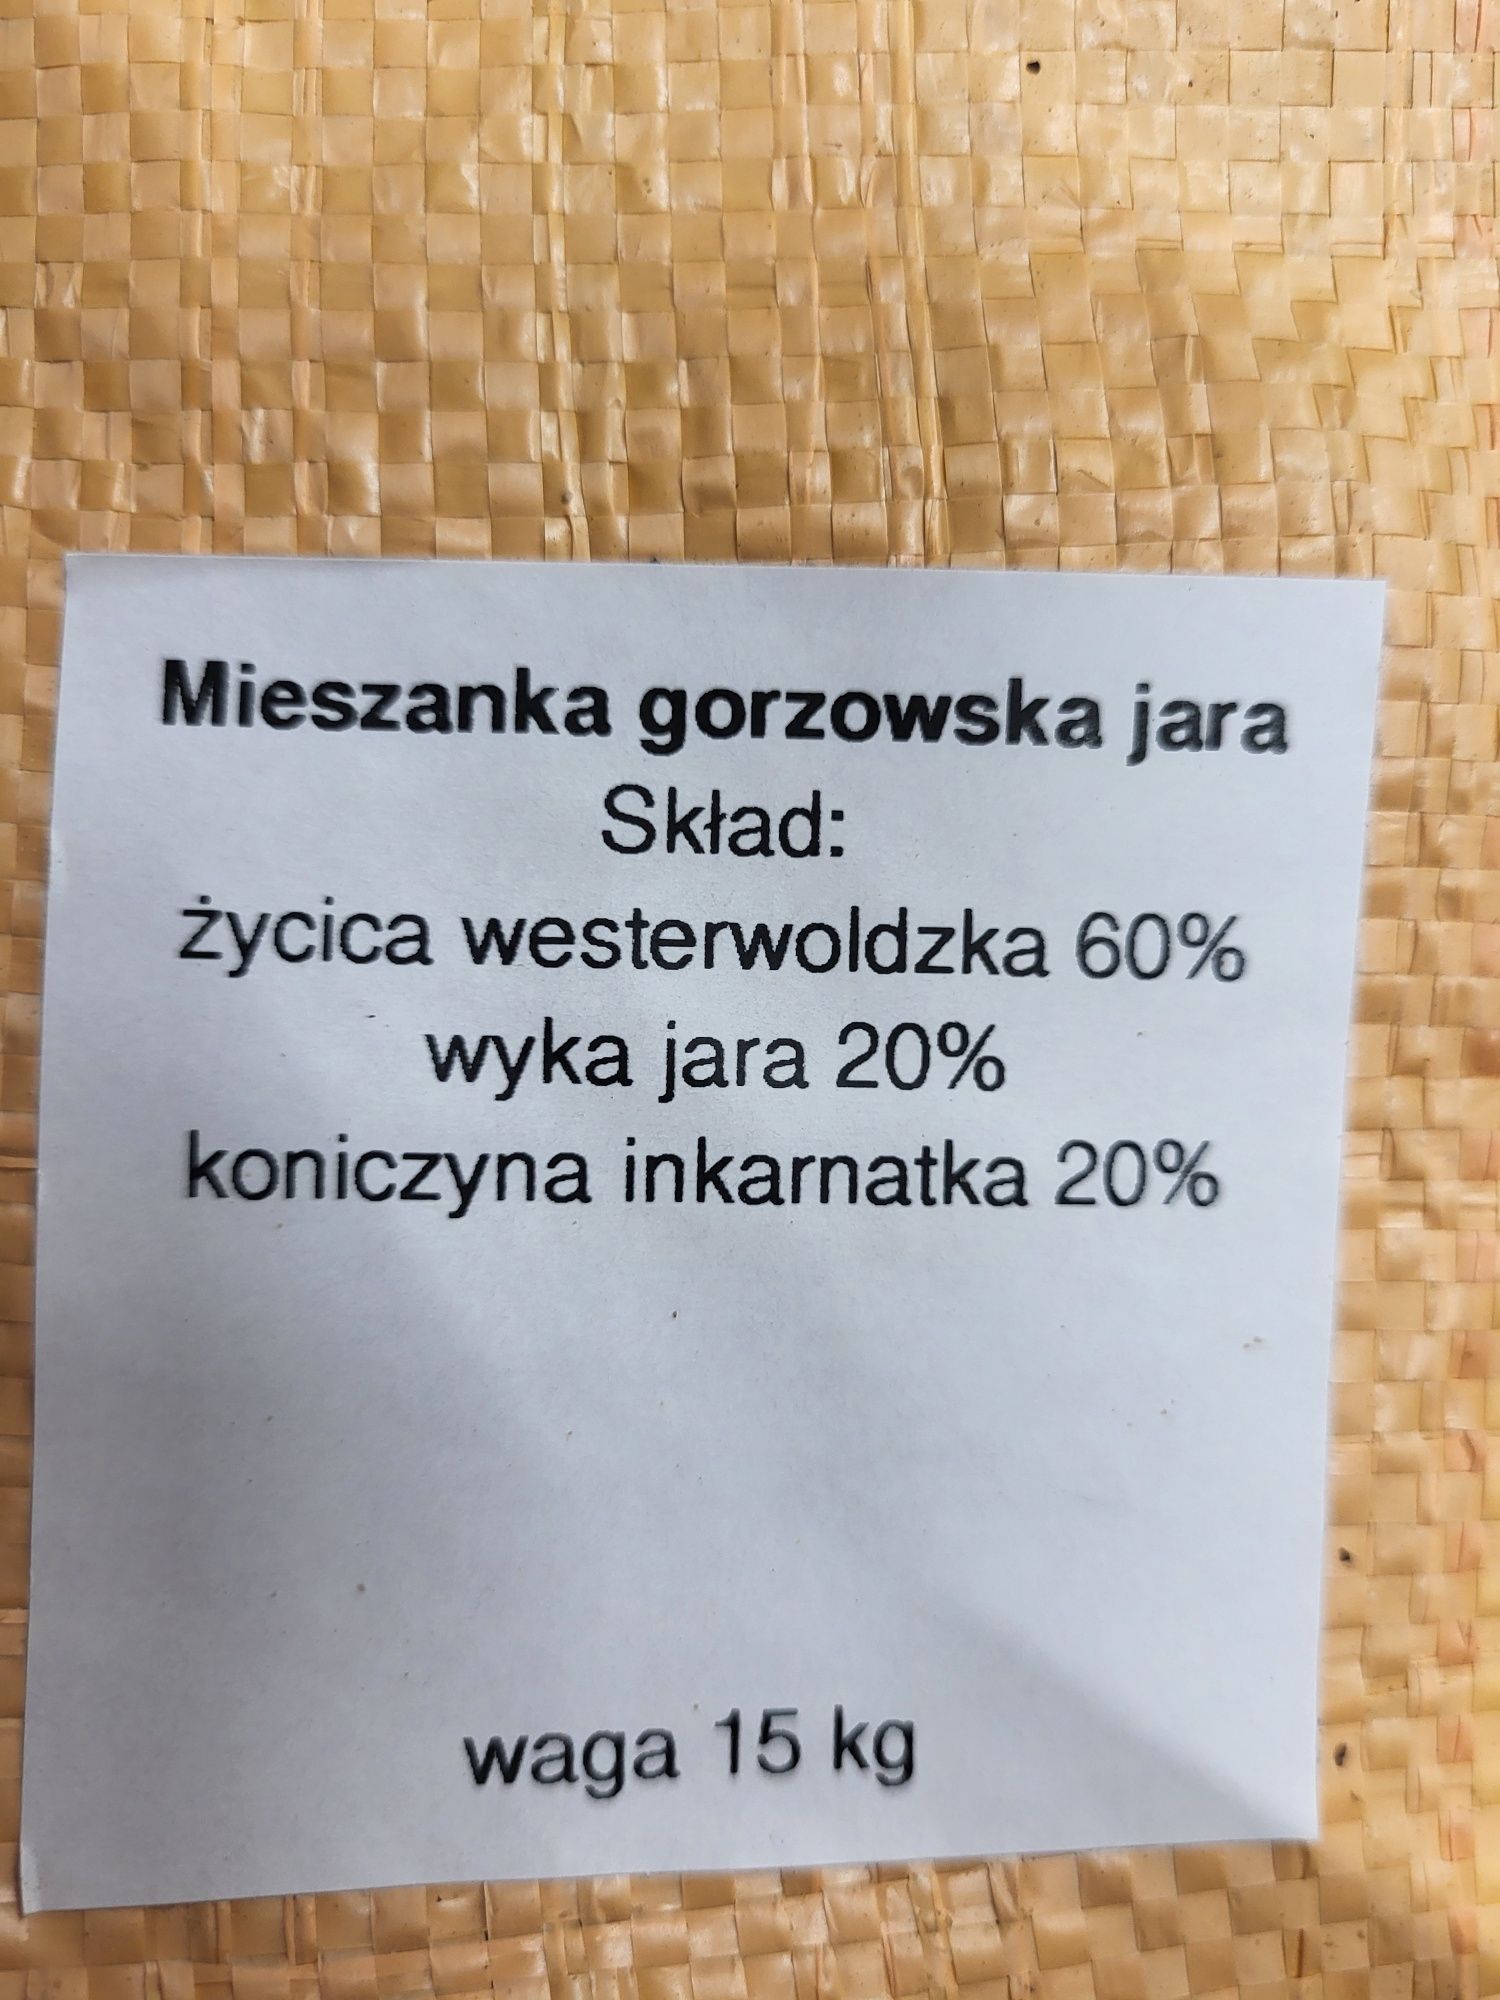 Mieszanka gorzowska jara
Skład:
życica westerwoldzka 60%
wyka jara 20%
koniczyna inkarnatka 20%
waga 15 kg